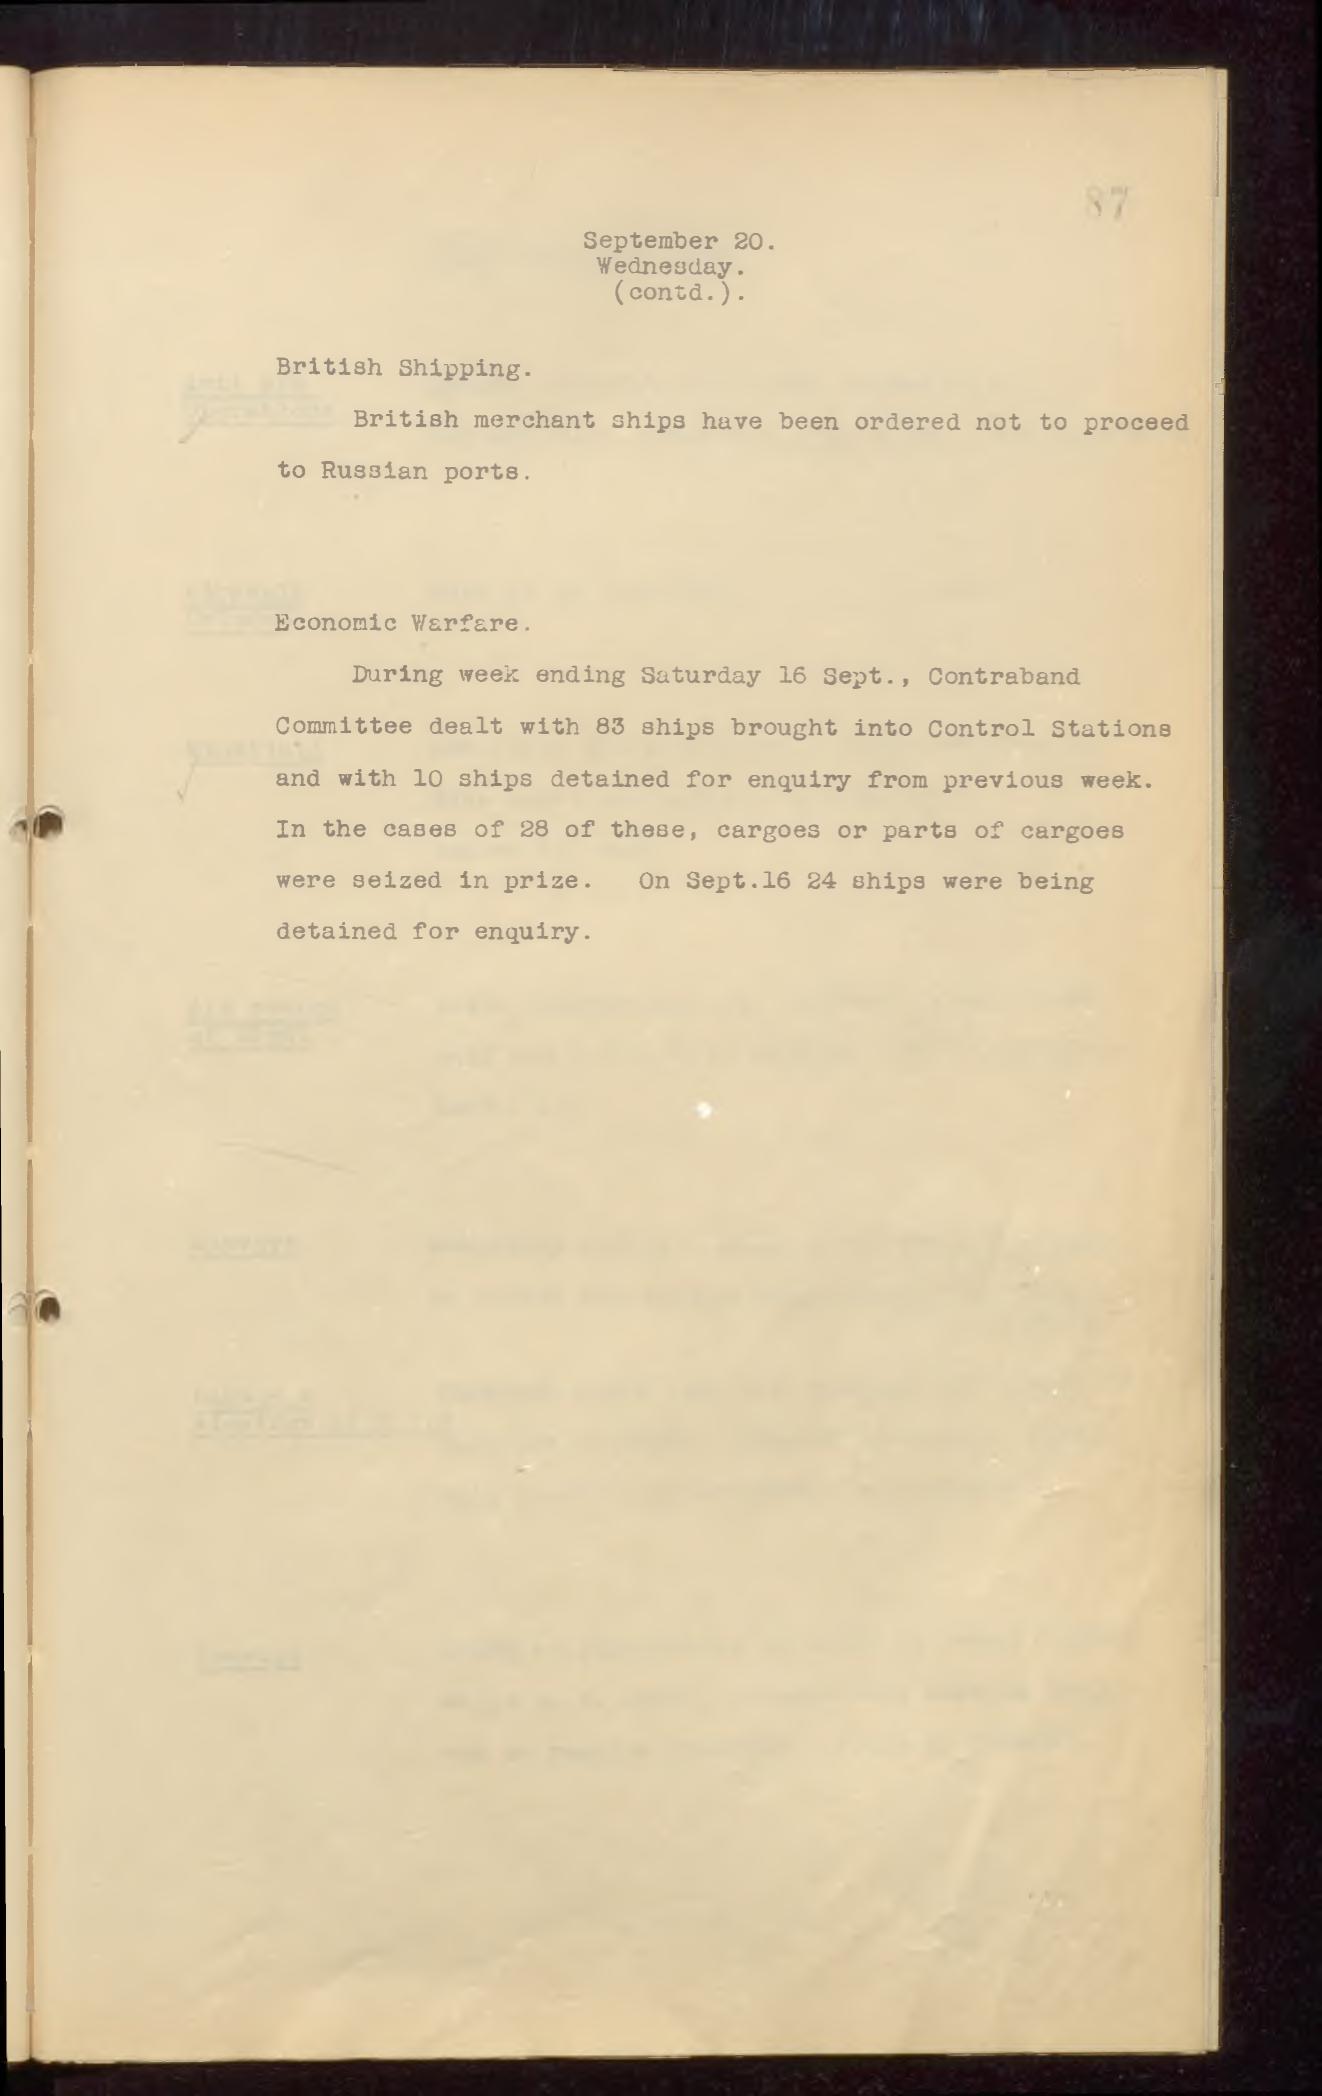 87
September 20.
Wednesday.
(contd.).
British Shipping.
British merchant ships have been ordered not to proceed
to Russian ports.
Economic Warfare.
During week ending Saturday 16 Sept., Contraband
Committee dealt with 83 ships brought into Control Stations
and with 10 ships detained for enquiry from previous week.
In the cases of 28 of these, cargoes or parts of cargoes
were seized in prize. On Sept.16 24 ships were being
detained for enquiry.